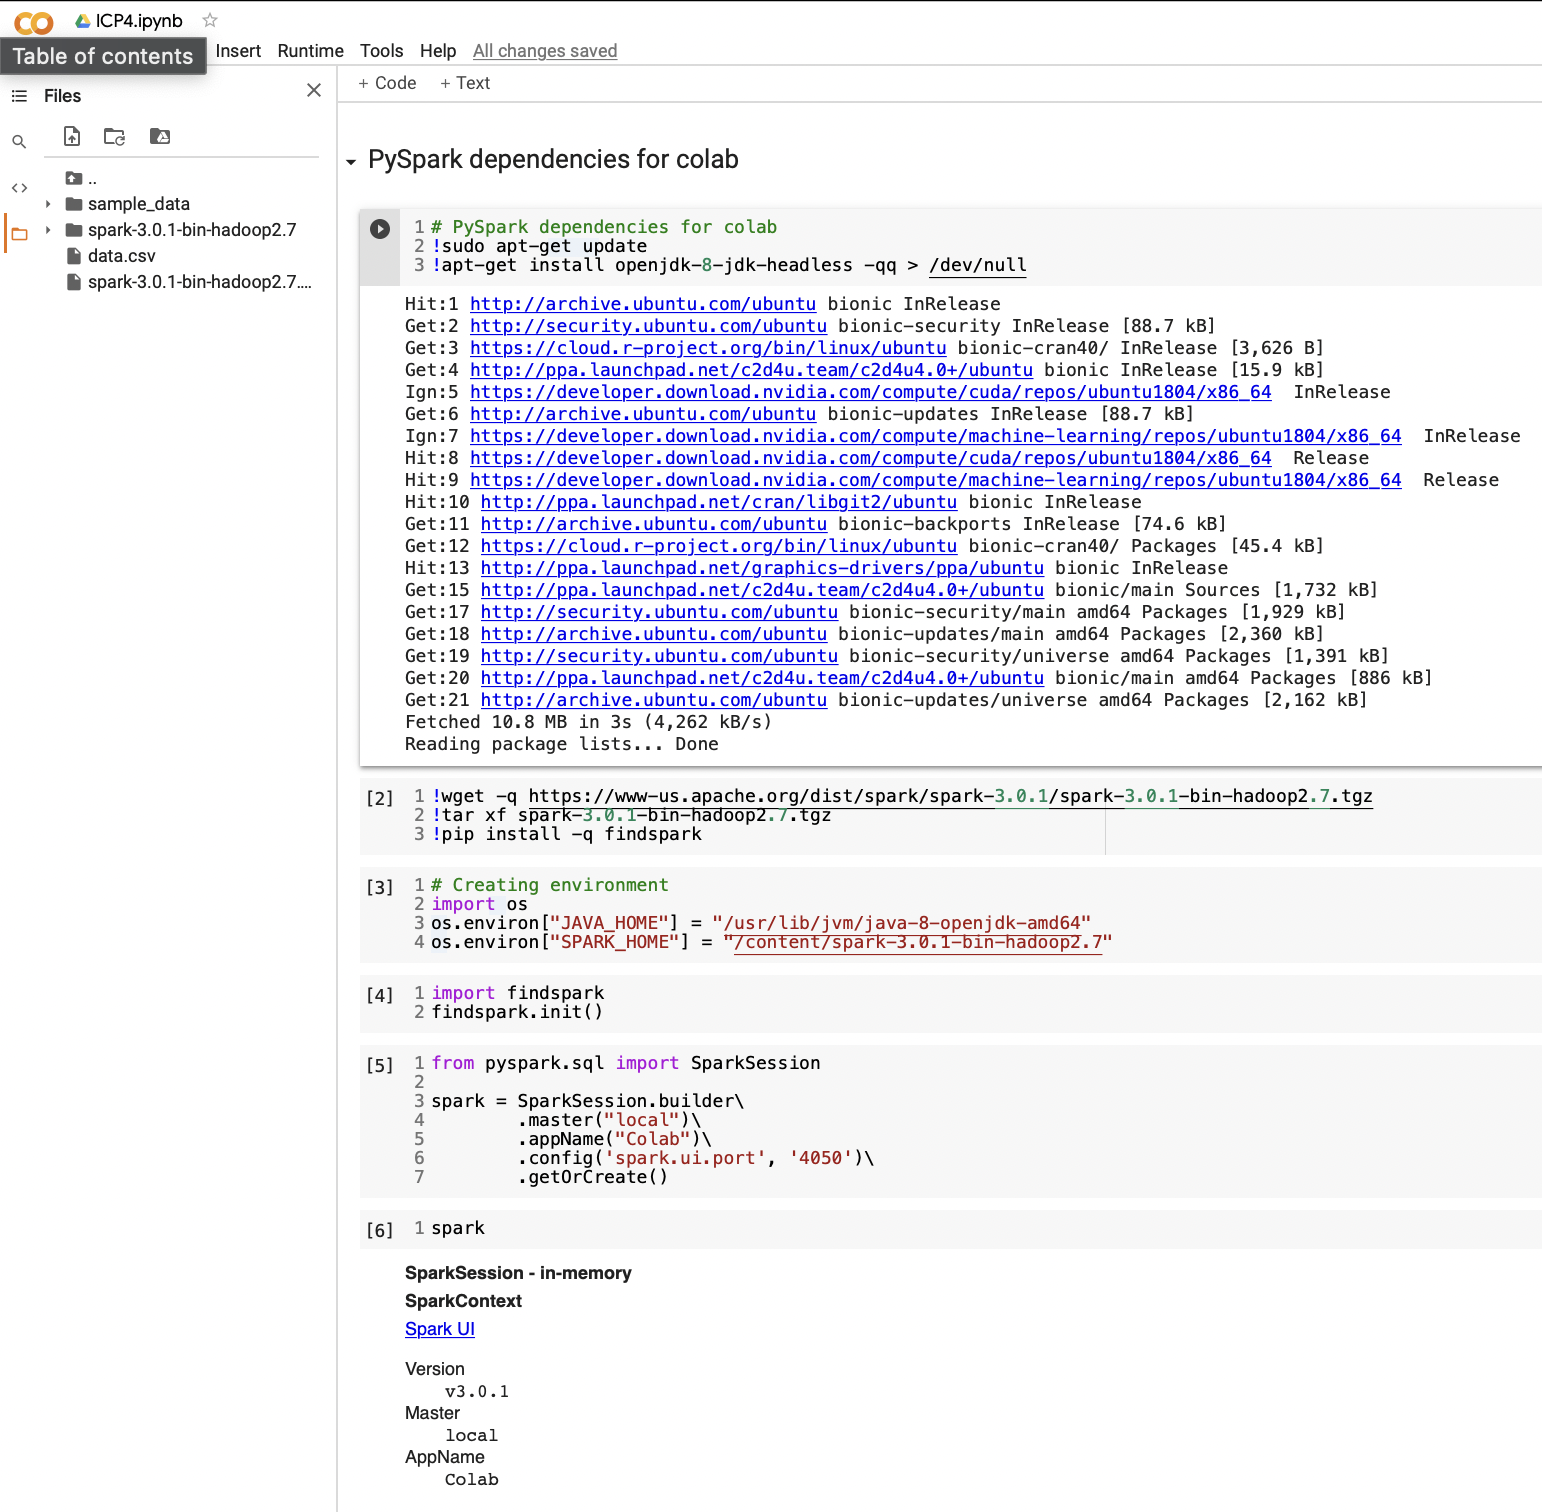 ICP4.ipynb
Table of contents
Insert Runtime Tools Help All changes saved
Files
+ Code + Text
..
sample_data
spark-3.0.1-bin-hadoop2.7
data.csv
spark-3.0.1-bin-hadoop2.7....
PySpark dependencies for colab
1 # PySpark dependencies for colab
2 !sudo apt-get update
3 !apt-get install openjdk-8-jdk-headless -qq > /dev/null
Hit:1 http://archive.ubuntu.com/ubuntu bionic InRelease
Get:2 http://security.ubuntu.com/ubuntu bionic-security InRelease [88.7 kB]
Get:3 https://cloud.r-project.org/bin/linux/ubuntu bionic-cran40/ InRelease [3,626 B]
Get:4 http://ppa.launchpad.net/c2d4u.team/c2d4u4.0+/ubuntu bionic InRelease [15.9 kB]
Ign:5 https://developer.download.nvidia.com/compute/cuda/repos/ubuntu1804/x86_64 InRelease
Get:6 http://archive.ubuntu.com/ubuntu bionic-updates InRelease [88.7 kB]
Ign:7 https://developer.download.nvidia.com/compute/machine-learning/repos/ubuntu1804/x86_64 InRelease
Hit:8 https://developer.download.nvidia.com/compute/cuda/repos/ubuntu1804/x86_64 Release
Hit:9 https://developer.download.nvidia.com/compute/machine-learning/repos/ubuntu1804/x86_64 Release
Hit:10 http://ppa.launchpad.net/cran/libgit2/ubuntu bionic InRelease
Get:11 http://archive.ubuntu.com/ubuntu bionic-backports InRelease [74.6 kB]
Get:12 https://cloud.r-project.org/bin/linux/ubuntu bionic-cran40/ Packages [45.4 kB]
Hit:13 http://ppa.launchpad.net/graphics-drivers/ppa/ubuntu bionic InRelease
Get:15 http://ppa.launchpad.net/c2d4u.team/c2d4u4.0+/ubuntu bionic/main Sources [1,732 kB]
Get:17 http://security.ubuntu.com/ubuntu bionic-security/main amd64 Packages [1,929 kB]
Get:18 http://archive.ubuntu.com/ubuntu bionic-updates/main amd64 Packages [2,360 kB]
Get:19 http://security.ubuntu.com/ubuntu bionic-security/universe amd64 Packages [1,391 kB]
Get:20 http://ppa.launchpad.net/c2d4u.team/c2d4u4.0+/ubuntu bionic/main amd64 Packages [886 kB]
Get:21 http://archive.ubuntu.com/ubuntu bionic-updates/universe amd64 Packages [2,162 kB]
Fetched 10.8 MB in 3s (4,262 kB/s)
Reading package lists... Done
[2] 1 !wget -q https://www-us.apache.org/dist/spark/spark-3.0.1/spark-3.0.1-bin-hadoop2.7.tgz
2 !tar xf spark-3.0.1-bin-hadoop2.7.tgz
3 !pip install -q findspark
[3] 1 # Creating environment
2 import os
3 os.environ["JAVA_HOME"] = "/usr/lib/jvm/java-8-openjdk-amd64"
4 os.environ["SPARK_HOME"] = "/content/spark-3.0.1-bin-hadoop2.7"
[4] 1 import findspark
2 findspark.init()
[5] 1 from pyspark.sql import SparkSession
2
3 spark = SparkSession.builder\
4 .master("local")\
5 .appName("Colab")\
6 .config('spark.ui.port', '4050')\
7 .getOrCreate()
[6] 1 spark
SparkSession - in-memory
SparkContext
Spark UI
Version
v3.0.1
Master
local
AppName
Colab